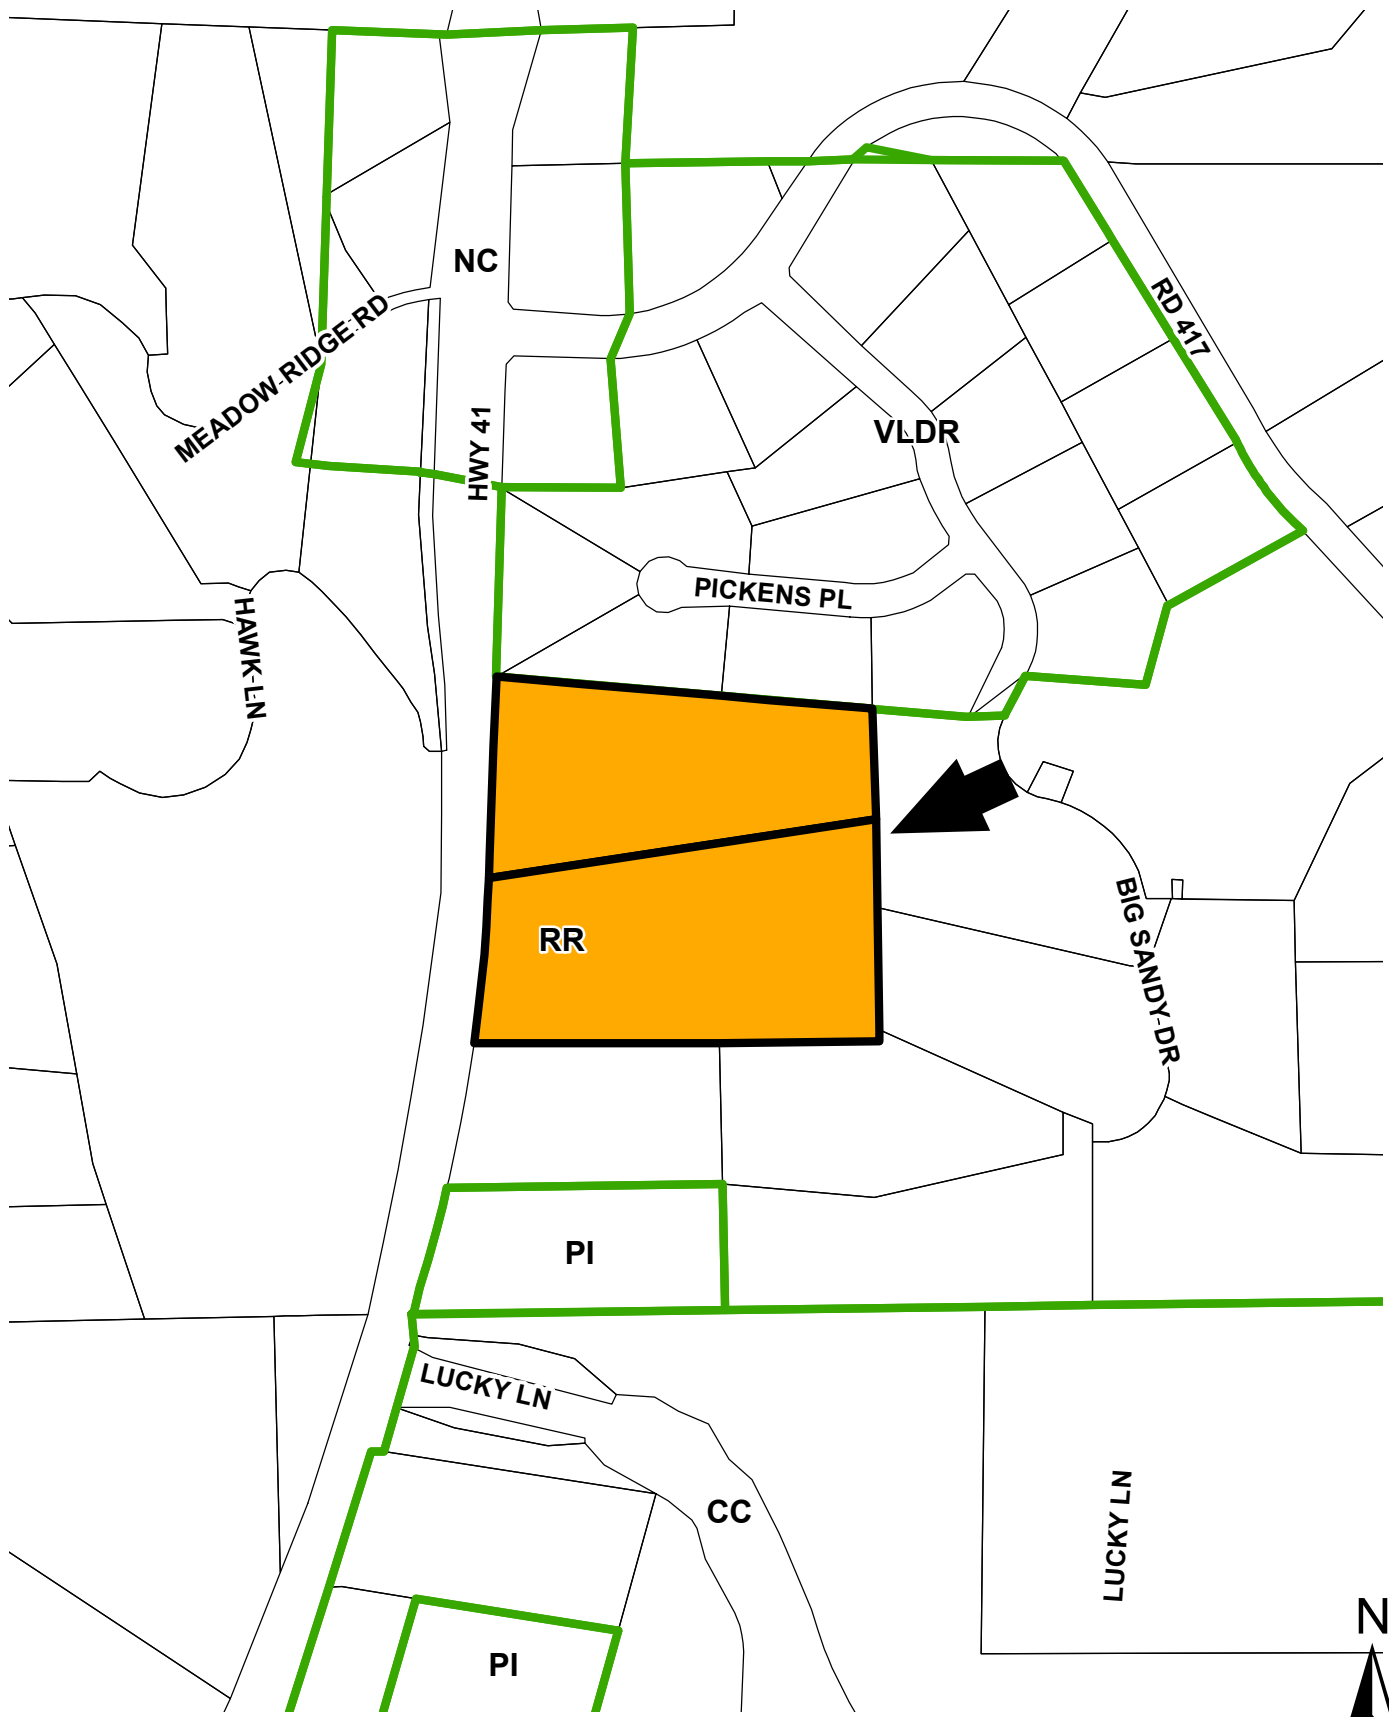 NC
MEADOW RIDGE RD
RD 417
HWY 41
VLDR
PICKENS PL
HAWK LN
RR
BIG SANDY DR
PI
LUCKY LN
CC
LUCKY LN
N
PI